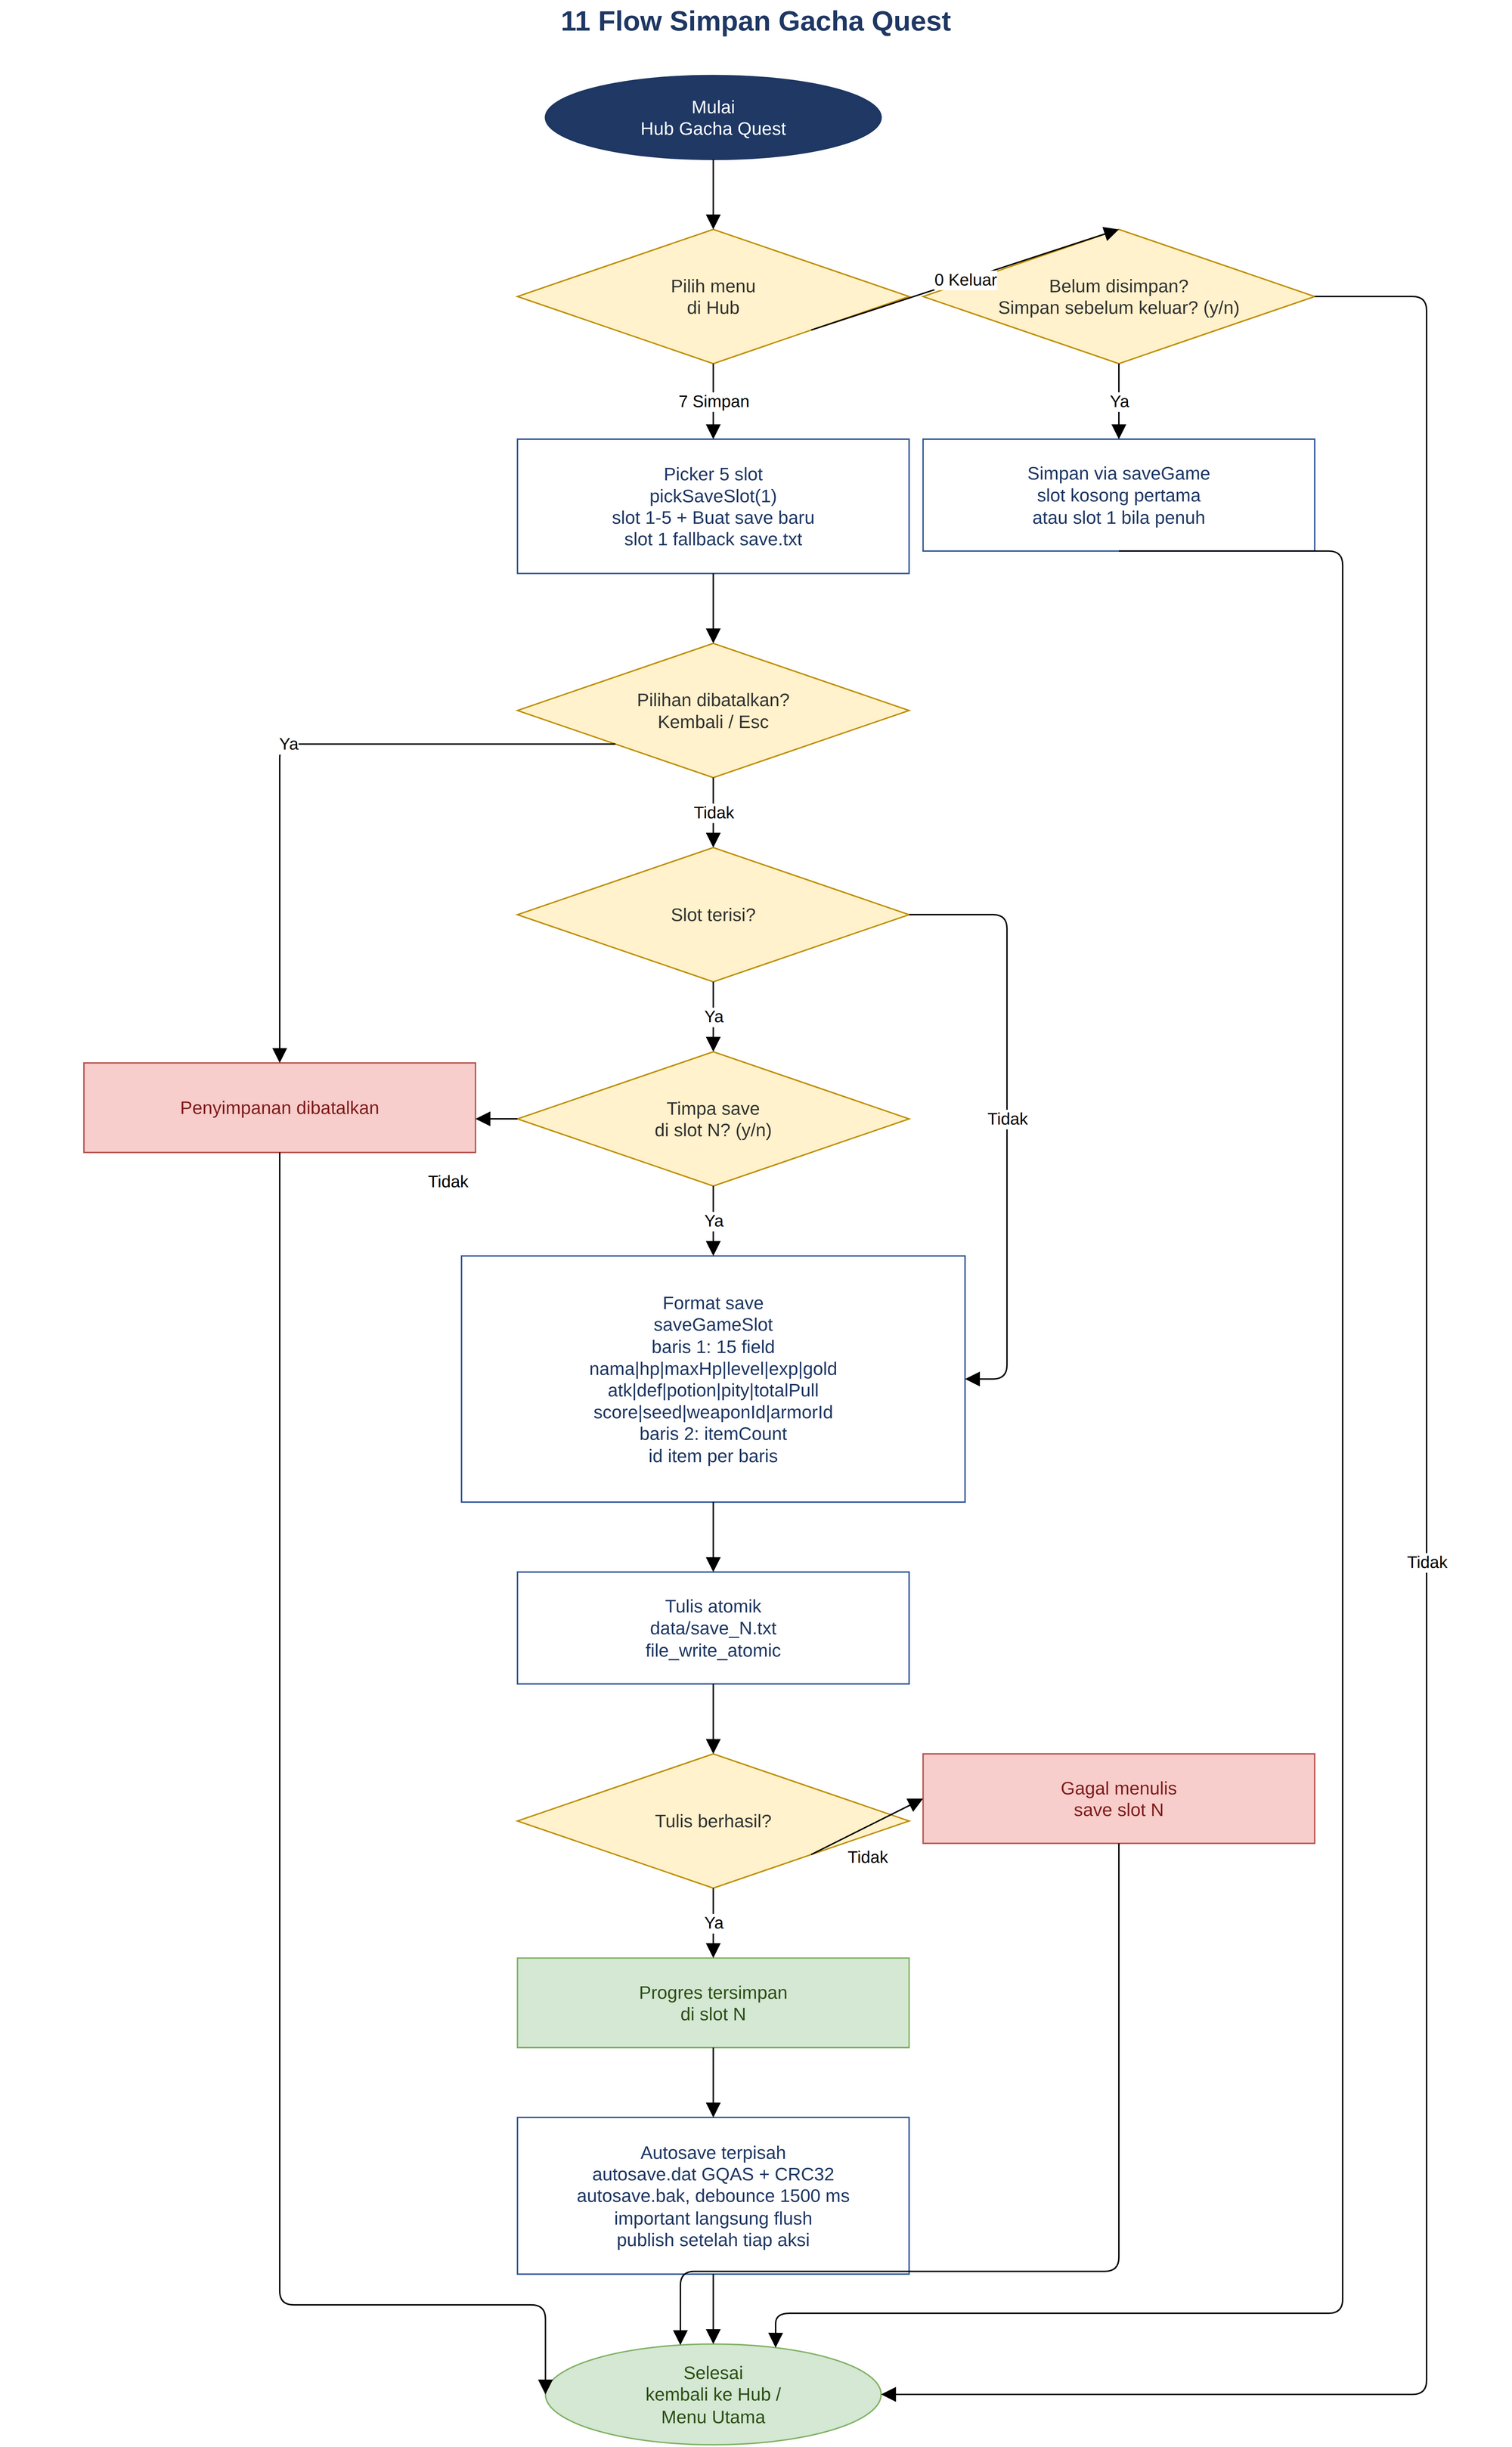 11 Flow Simpan Gacha Quest
Mulai
Hub Gacha Quest
Pilih menu
di Hub
0 Keluar
Belum disimpan?
Simpan sebelum keluar? (y/n)
7 Simpan
Ya
Picker 5 slot
pickSaveSlot(1)
slot 1-5 + Buat save baru
slot 1 fallback save.txt
Simpan via saveGame
slot kosong pertama
atau slot 1 bila penuh
Pilihan dibatalkan?
Kembali / Esc
Ya
Tidak
Slot terisi?
Ya
Tidak
Penyimpanan dibatalkan
Timpa save
di slot N? (y/n)
Tidak
Ya
Format save
saveGameSlot
baris 1: 15 field
nama|hp|maxHp|level|exp|gold
atk|def|potion|pity|totalPull
score|seed|weaponId|armorId
baris 2: itemCount
id item per baris
Tidak
Tulis atomik
data/save_N.txt
file_write_atomic
Tulis berhasil?
Tidak
Gagal menulis
save slot N
Ya
Progres tersimpan
di slot N
Autosave terpisah
autosave.dat GQAS + CRC32
autosave.bak, debounce 1500 ms
important langsung flush
publish setelah tiap aksi
Selesai
kembali ke Hub /
Menu Utama